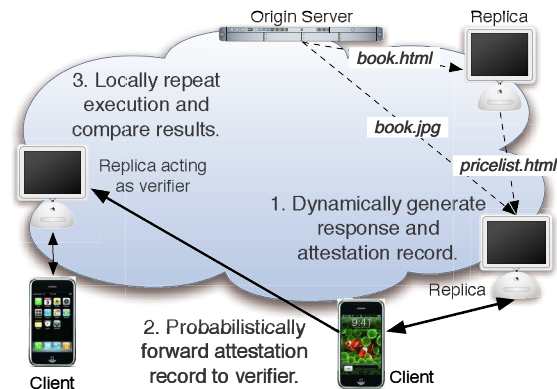 Origin Server
Replica
book.html
3. Locally repeat
execution and
compare results.
book.jpg
Replica acting
as verifier
pricelist.html
1. Dynamically generate
response and
attestation record.
Replica
9:41
2. Probabilistically
forward attestation
record to verifier.
Client
Client